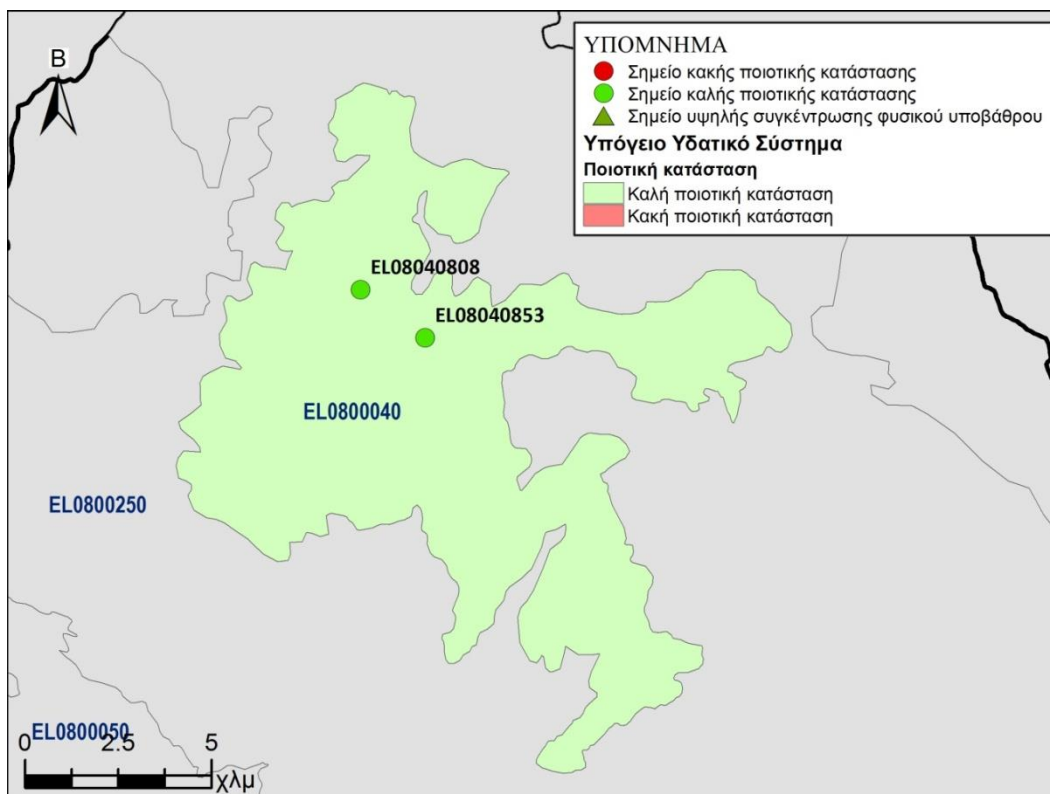 Β
ΥΠΟΜΝΗΜΑ
Σημείο κακής ποιοτικής κατάστασης
Σημείο καλής ποιοτικής κατάστασης
Σημείο υψηλής συγκέντρωσης φυσικού υποβάθρου
Υπόγειο Υδατικό Σύστημα
Ποιοτική κατάσταση
Καλή ποιοτική κατάσταση
Κακή ποιοτική κατάσταση
EL08040808
EL08040853
EL0800040
EL0800250
EL0800050
0 2.5 5
χλμ